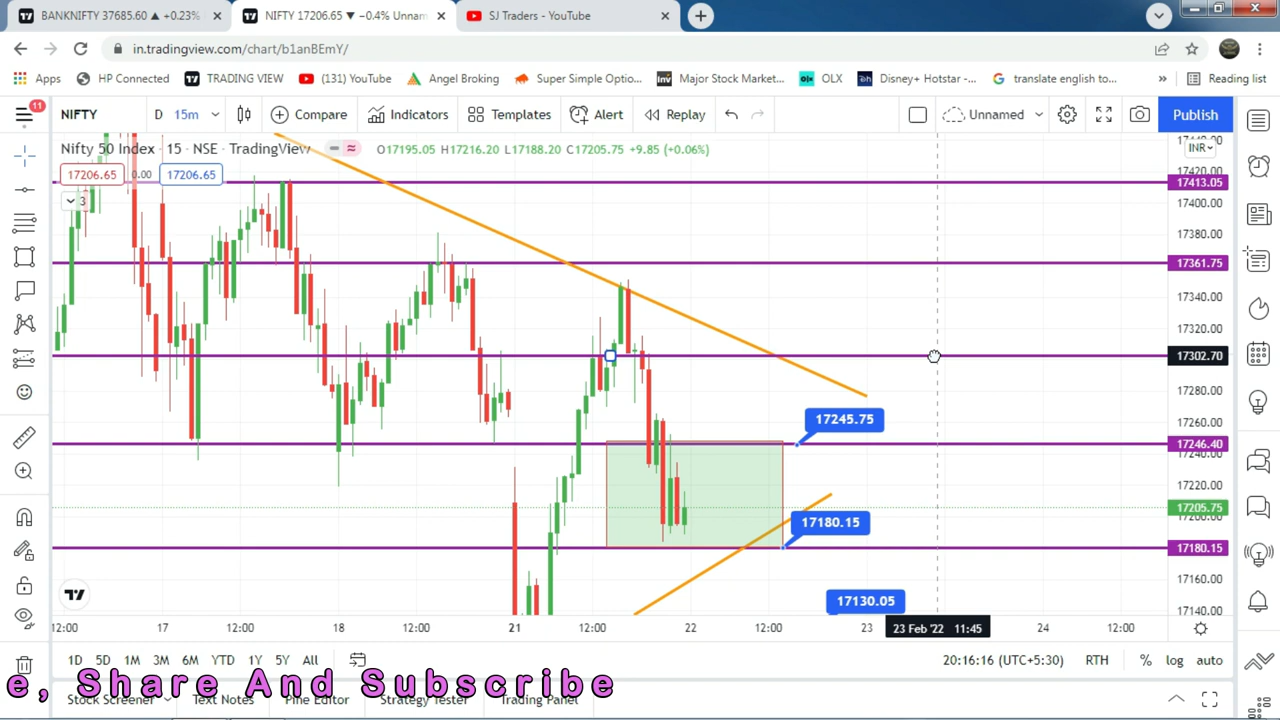 BANKNIFTY 37685.60 ▲ +0.23%
NIFTY 17206.65 ▼ −0.4% Unnam
SJ Traders - YouTube
in.tradingview.com/chart/b1anBEmY/
Apps
HP Connected
TRADING VIEW
(131) YouTube
Angel Broking
Super Simple Optio...
Inv Major Stock Market...
olx OLX
Disney+ Hotstar -...
translate english to...
»
Reading list
11
NIFTY
D 15m
Compare
Indicators
Templates
Alert
Replay
Unnamed
Publish
Nifty 50 Index · 15 · NSE · TradingView
O17195.05 H17216.20 L17188.20 C17205.75 +9.85 (+0.06%)
INR
17206.65 0.00 17206.65
3
17420.00
17413.05
17400.00
17380.00
17361.75
17340.00
17320.00
17302.70
17280.00
17260.00
17245.75
17246.40
17240.00
17220.00
17205.75
17200.00
17180.15
17180.15
17160.00
17130.05
17140.00
12:00 17 12:00 18 12:00 21 12:00 22 12:00 23 23 Feb '22 11:45 24 12:00
1D 5D 1M 3M 6M YTD 1Y 5Y All
20:16:16 (UTC+5:30) RTH % log auto
e, Share And Subscribe
Stock Screener Text Notes Pine Editor Strategy Tester Trading Panel